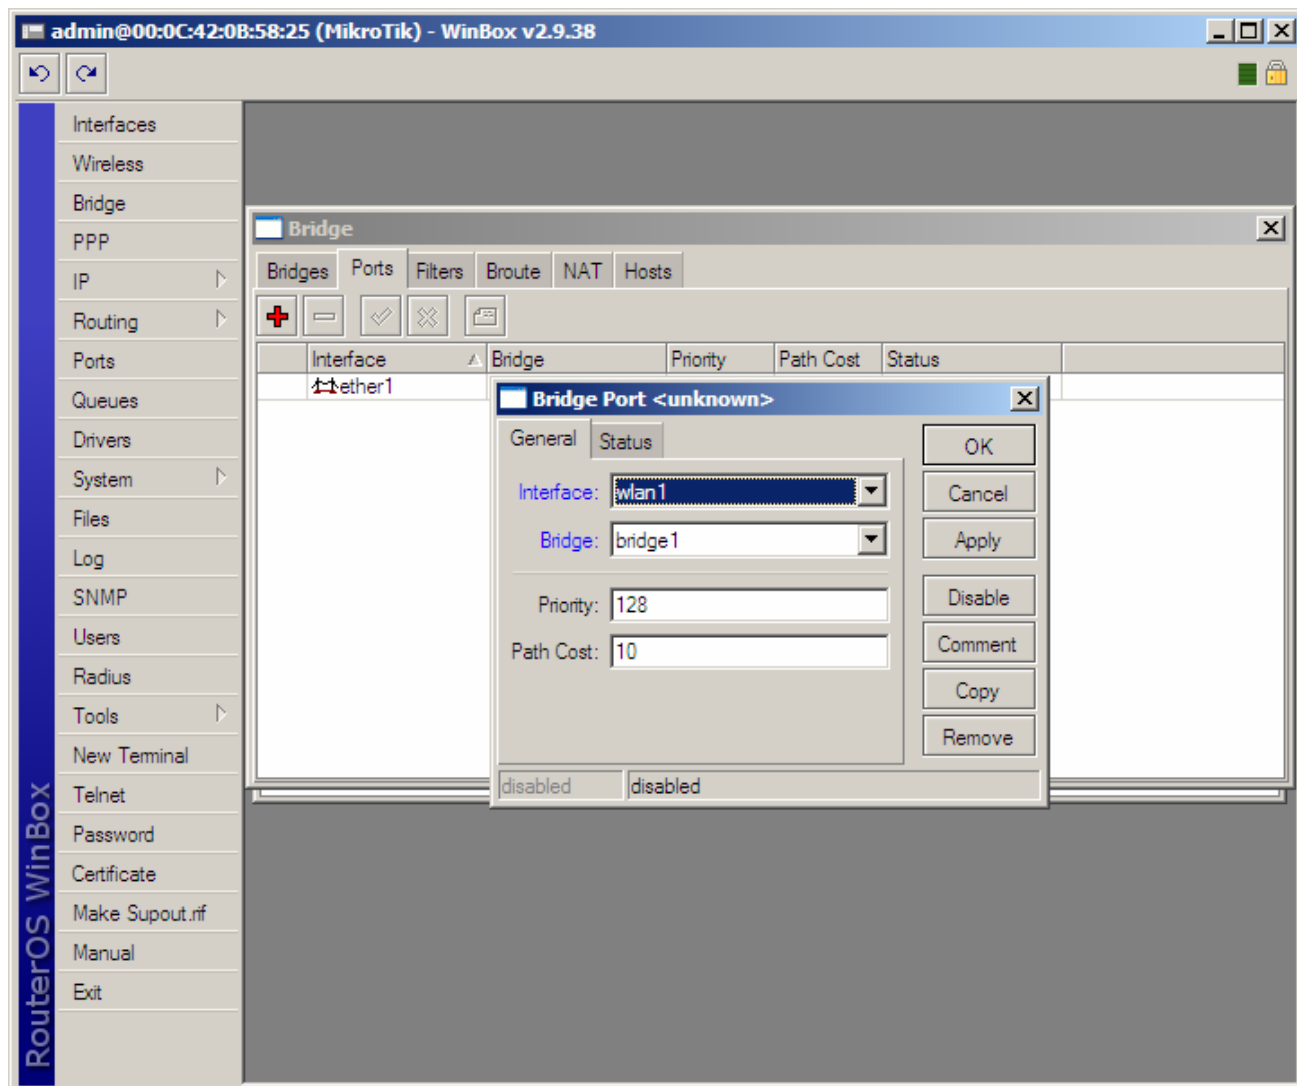 admin@00:0C:42:0B:58:25 (MikroTik) - WinBox v2.9.38
Interfaces
Wireless
Bridge
PPP
IP
Routing
Ports
Queues
Drivers
System
Files
Log
SNMP
Users
Radius
Tools
New Terminal
Telnet
Password
Certificate
Make Supout.rif
Manual
Exit
RouterOS WinBox
Bridge
Bridges Ports Filters Broute NAT Hosts
Interface Bridge Priority Path Cost Status
ether1
Bridge Port <unknown>
General Status
Interface: wlan1
Bridge: bridge1
Priority: 128
Path Cost: 10
OK
Cancel
Apply
Disable
Comment
Copy
Remove
disabled disabled